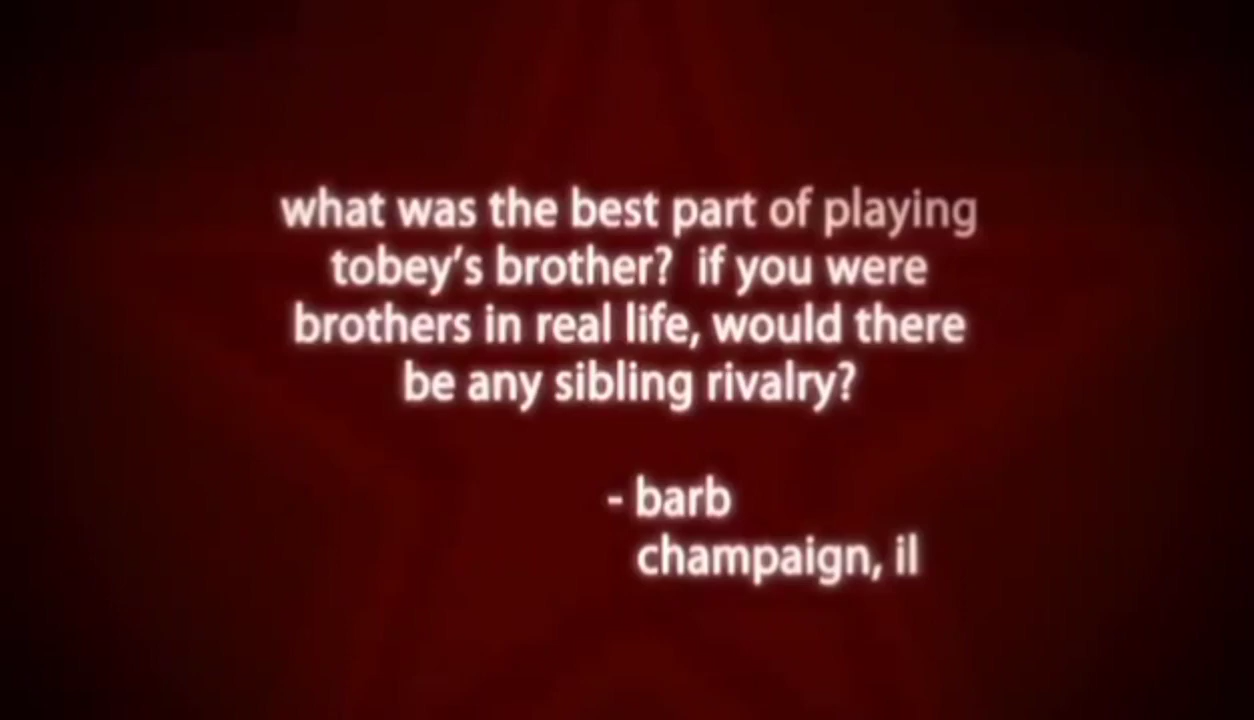 what was the best part of playing
tobey's brother?  if you were
brothers in real life, would there
be any sibling rivalry?
- barb
champaign, il